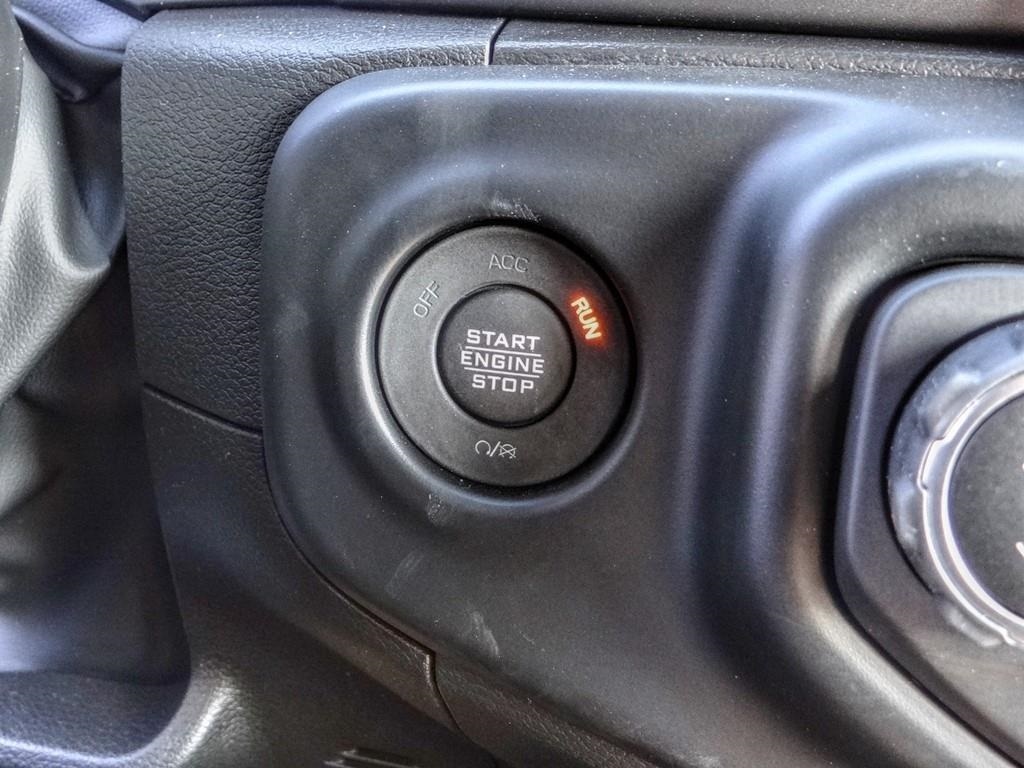 ACC
OFF
RUN
START
ENGINE
STOP